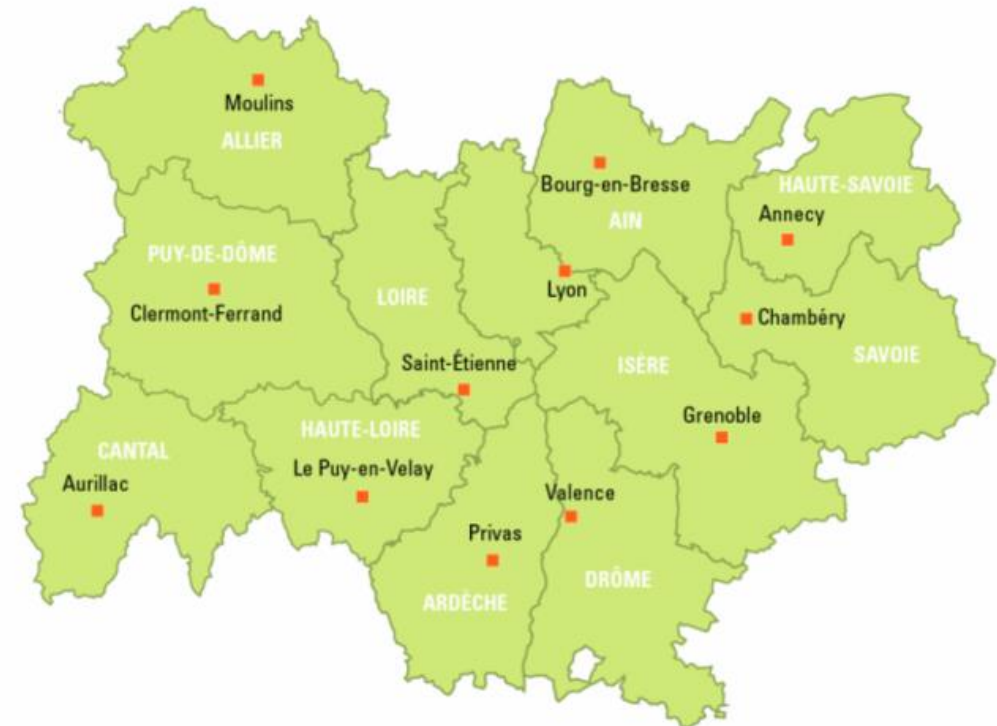 Moulins
ALLIER
Bourg-en-Bresse
AIN
HAUTE-SAVOIE
Annecy
PUY-DE-DÔME
Clermont-Ferrand
LOIRE
Lyon
Chambéry
SAVOIE
Saint-Étienne
ISÈRE
Grenoble
CANTAL
Aurillac
HAUTE-LOIRE
Le Puy-en-Velay
Valence
Privas
DRÔME
ARDÈCHE